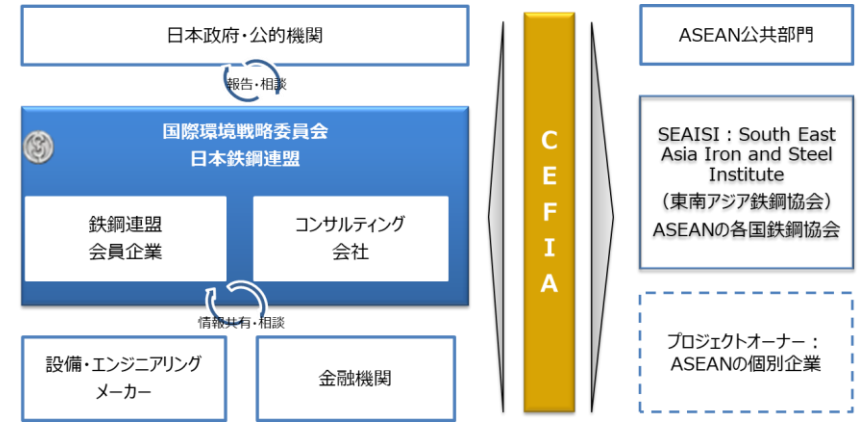 日本政府・公的機関
報告・相談
国際環境戦略委員会
日本鉄鋼連盟
鉄鋼連盟
会員企業
コンサルティング
会社
情報共有・相談
設備・エンジニアリング
メーカー
金融機関
C
E
F
I
A
ASEAN公共部門
SEAISI：South East
Asia Iron and Steel
Institute
（東南アジア鉄鋼協会）
ASEANの各国鉄鋼協会
プロジェクトオーナー：
ASEANの個別企業